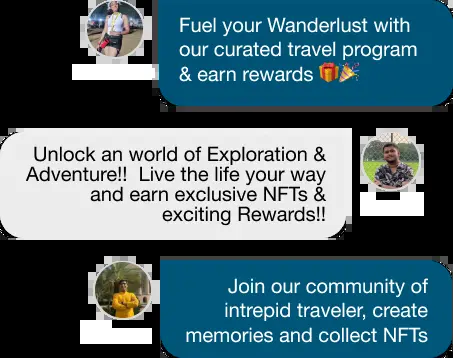 Fuel your Wanderlust with
our curated travel program
& earn rewards 🎁🎉
Unlock an world of Exploration &
Adventure!! Live the life your way
and earn exclusive NFTs &
exciting Rewards!!
Join our community of
intrepid traveler, create
memories and collect NFTs